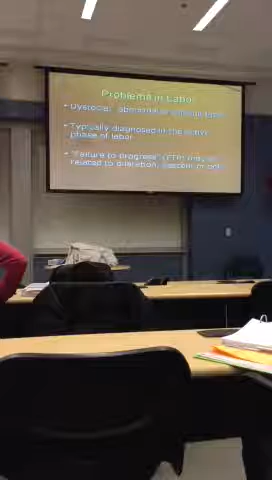 Problems in Labor
• Dystocia: abnormal or difficult labor
• Typically diagnosed in the active
phase of labor
• "Failure to progress" (FTP) may be
related to dilatation, descent or both